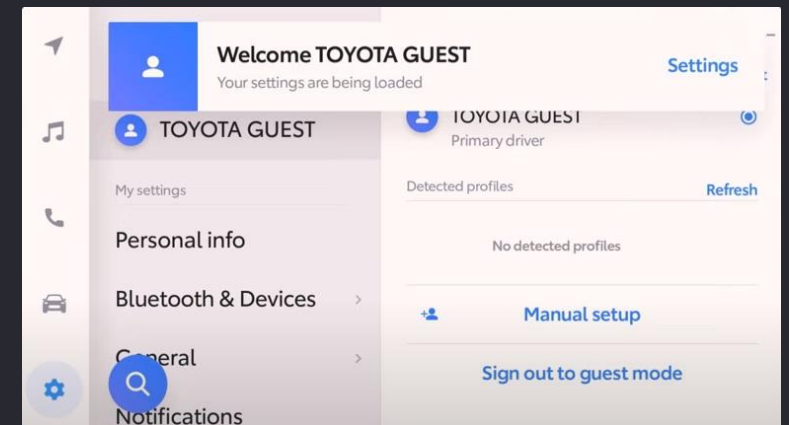 Welcome TOYOTA GUEST
Your settings are being loaded
Settings
TOYOTA GUEST
My settings
Personal info
Bluetooth & Devices
General
Notifications
TOYOTA GUEST
Primary driver
Detected profiles
Refresh
No detected profiles
Manual setup
Sign out to guest mode